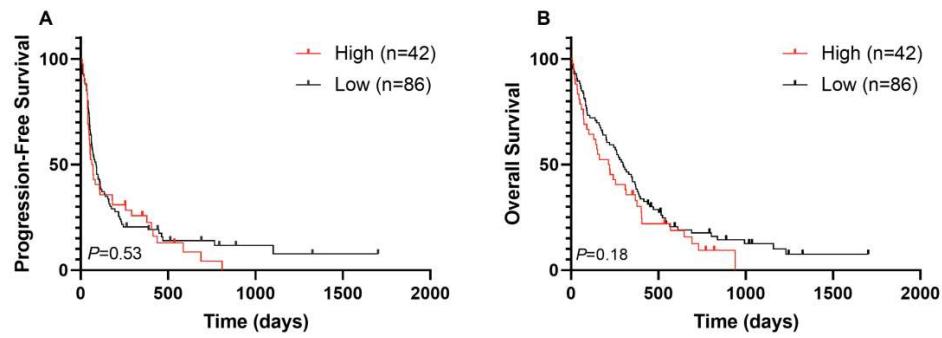 A
Progression-Free Survival
100
50
0
High (n=42)
Low (n=86)
P=0.53
0 500 1000 1500 2000
Time (days)
B
Overall Survival
100
50
0
High (n=42)
Low (n=86)
P=0.18
0 500 1000 1500 2000
Time (days)